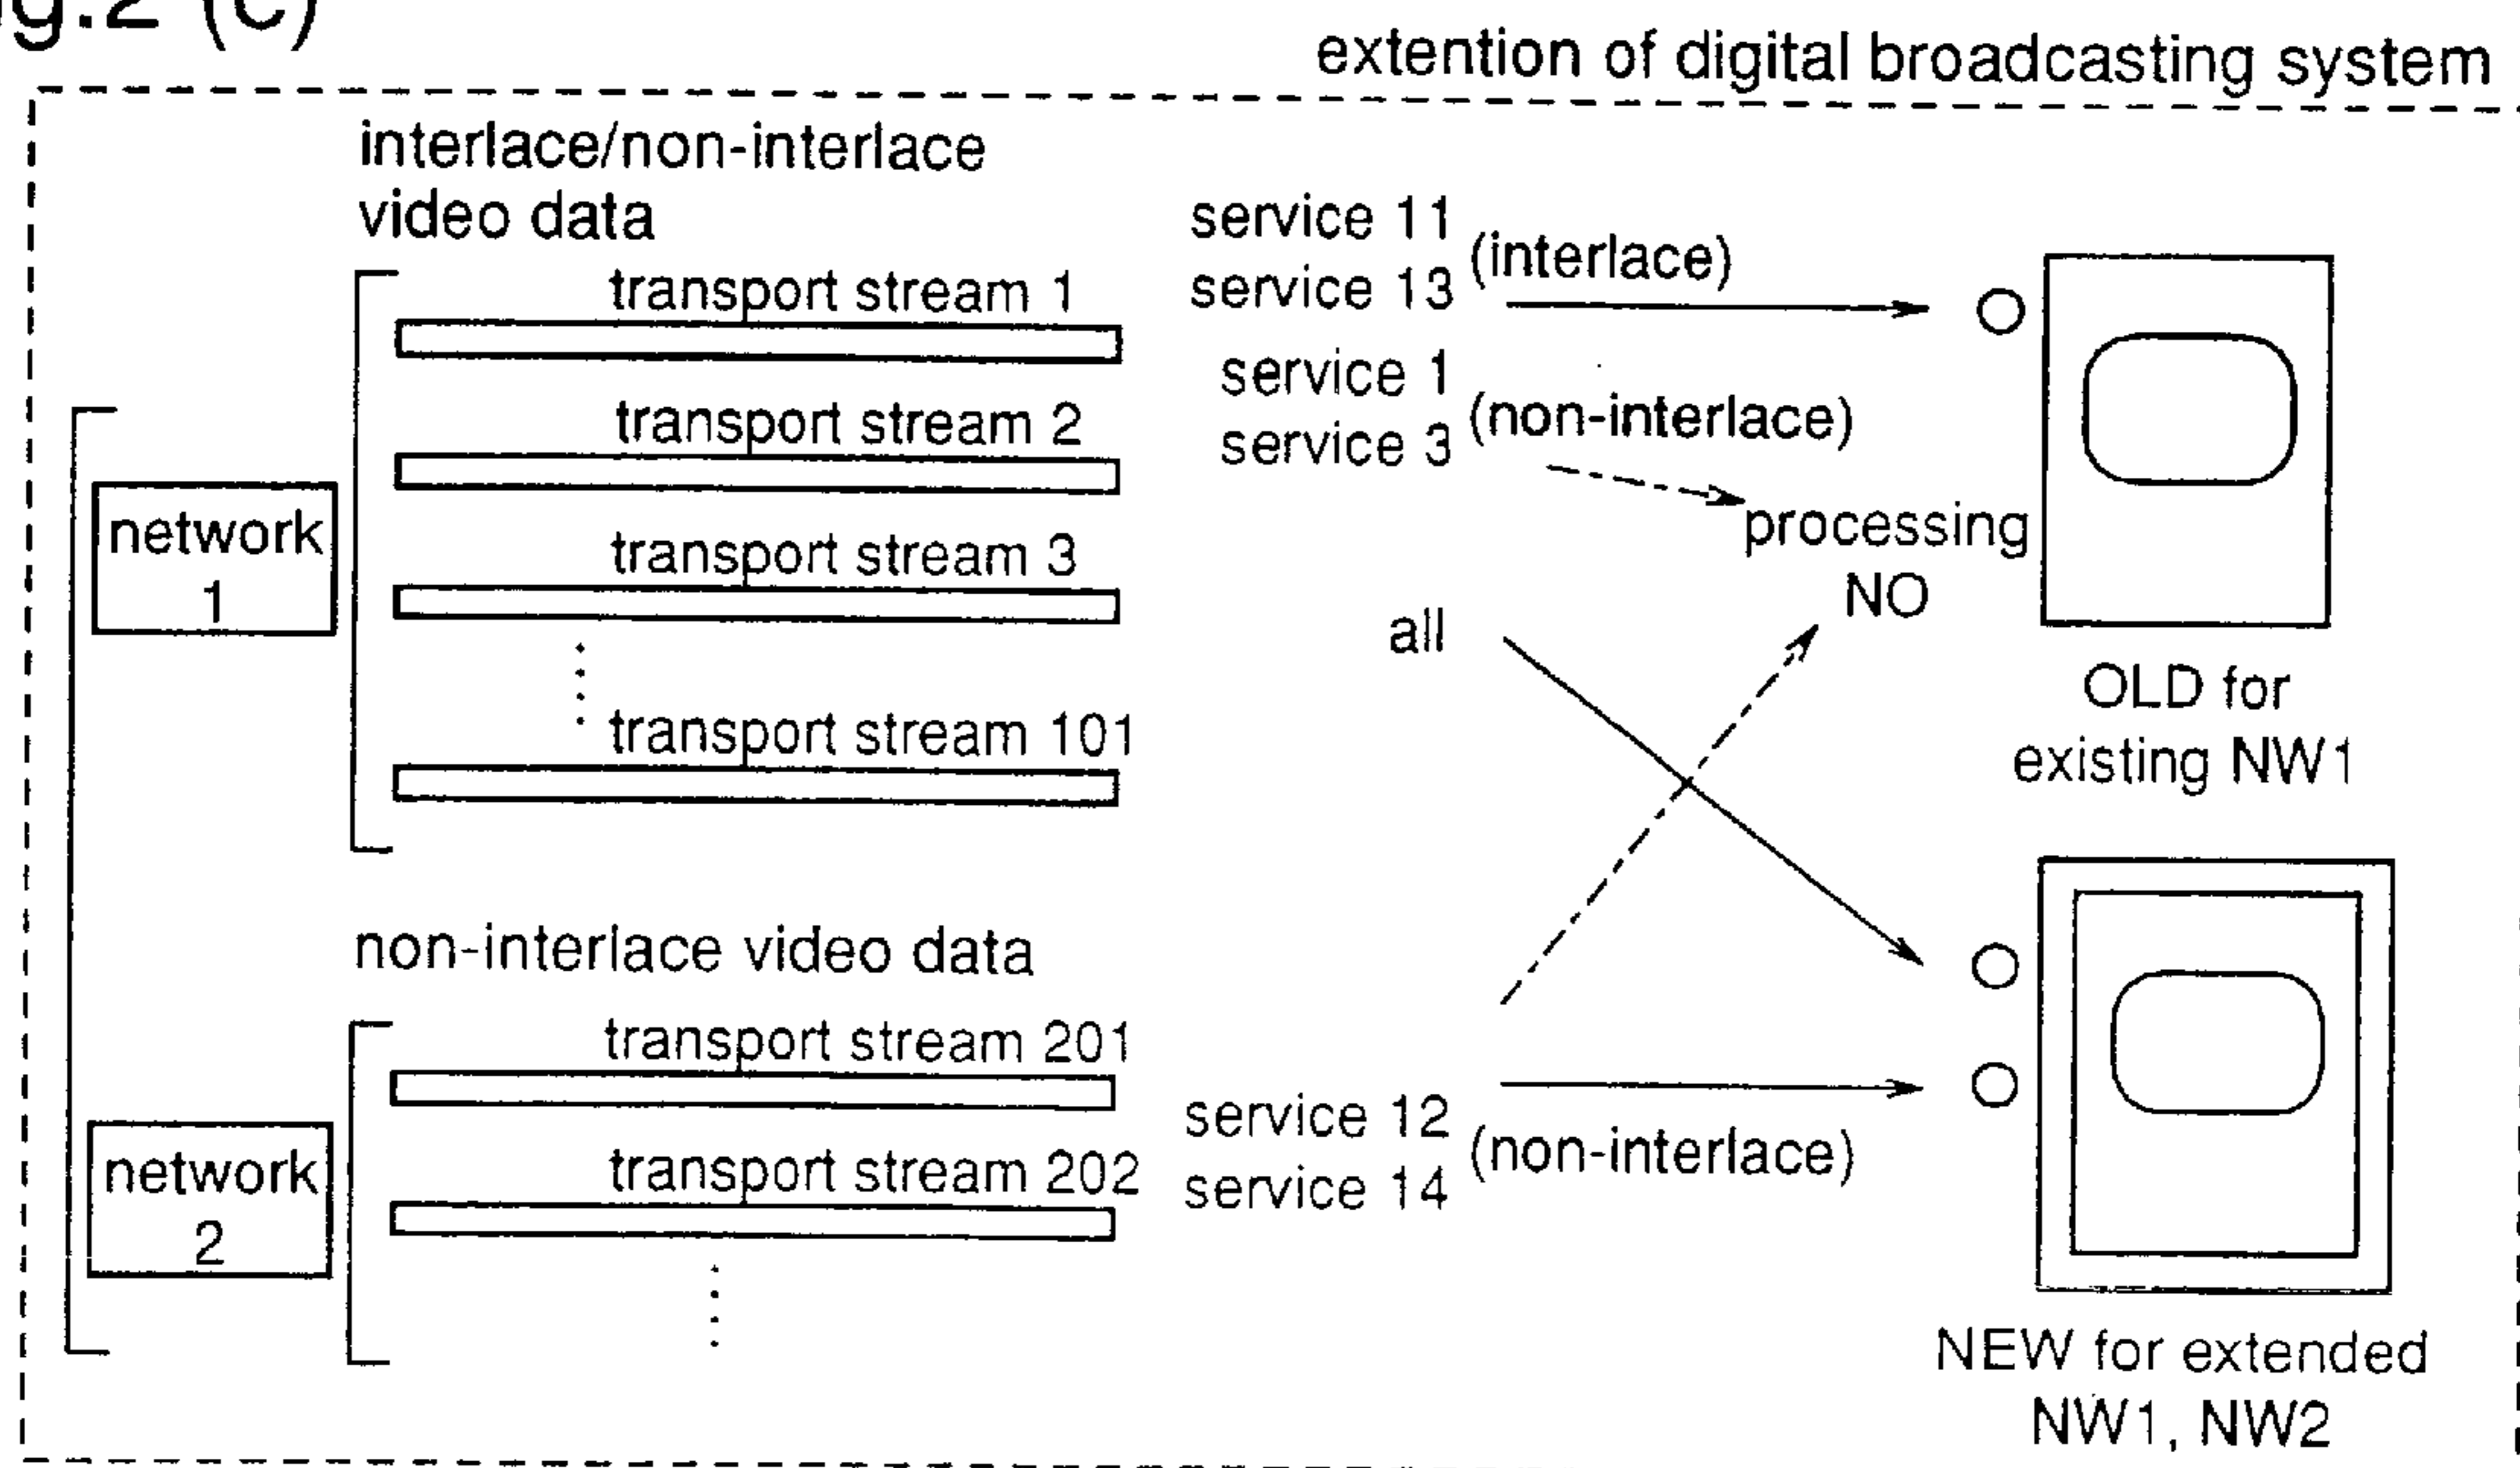 g.2 (c)
extention of digital broadcasting system
interlace/non-interlace
video data
transport stream 1
transport stream 2
transport stream 3
transport stream 101
network
1
service 11
service 13
(interlace)
service 1
service 3
(non-interlace)
processing
NO
all
OLD for
existing NW1
non-interlace video data
transport stream 201
transport stream 202
network
2
service 12
service 14
(non-interlace)
NEW for extended
NW1, NW2